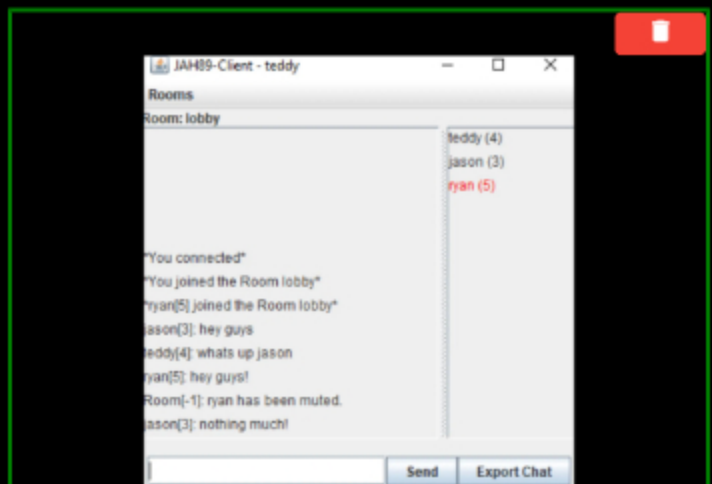 JAH89-Client - teddy
Rooms
Room: lobby
teddy (4)
jason (3)
ryan (5)
*You connected*
*You joined the Room lobby*
*ryan[5] joined the Room lobby*
jason[3]: hey guys
teddy[4]: whats up jason
ryan[5]: hey guys!
Room[-1]: ryan has been muted.
jason[3]: nothing much!
Send
Export Chat